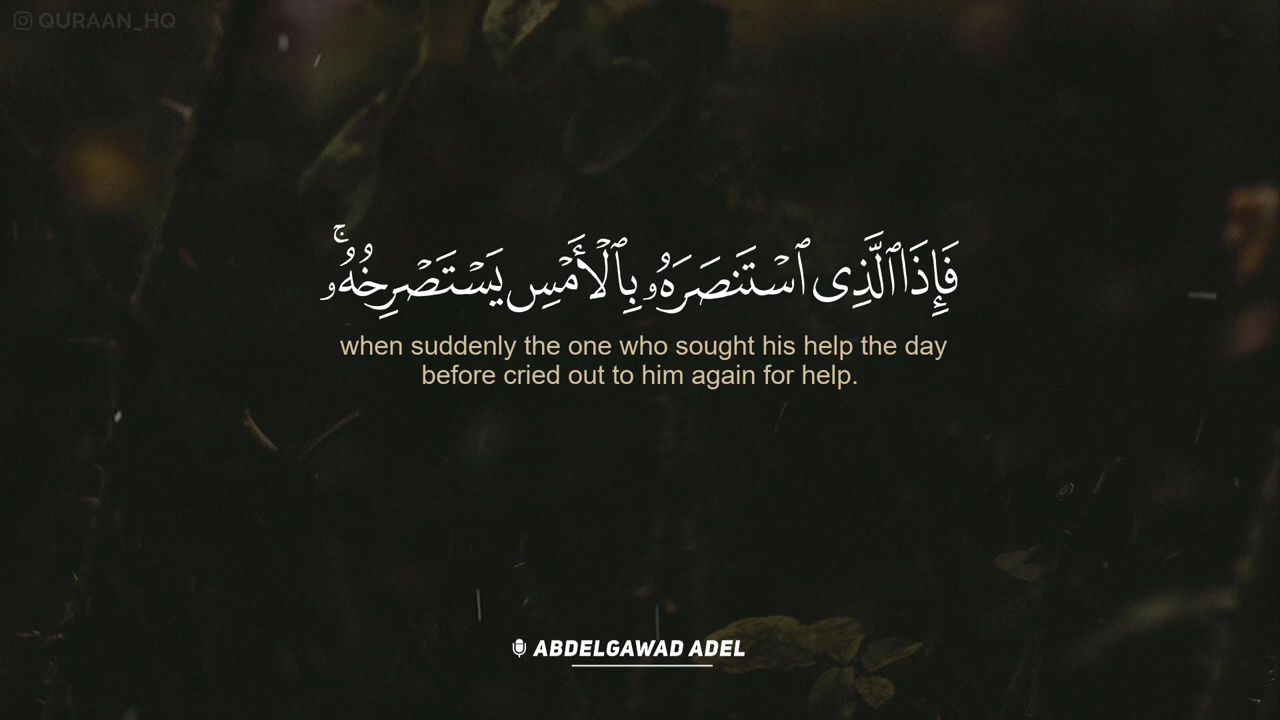 QURAAN_HQ
فَإِذَا ٱلَّذِى ٱسْتَنصَرَهُۥ بِٱلْأَمْسِ يَسْتَصْرِخُهُۥ ۚ
when suddenly the one who sought his help the day
before cried out to him again for help.
ABDELGAWAD ADEL